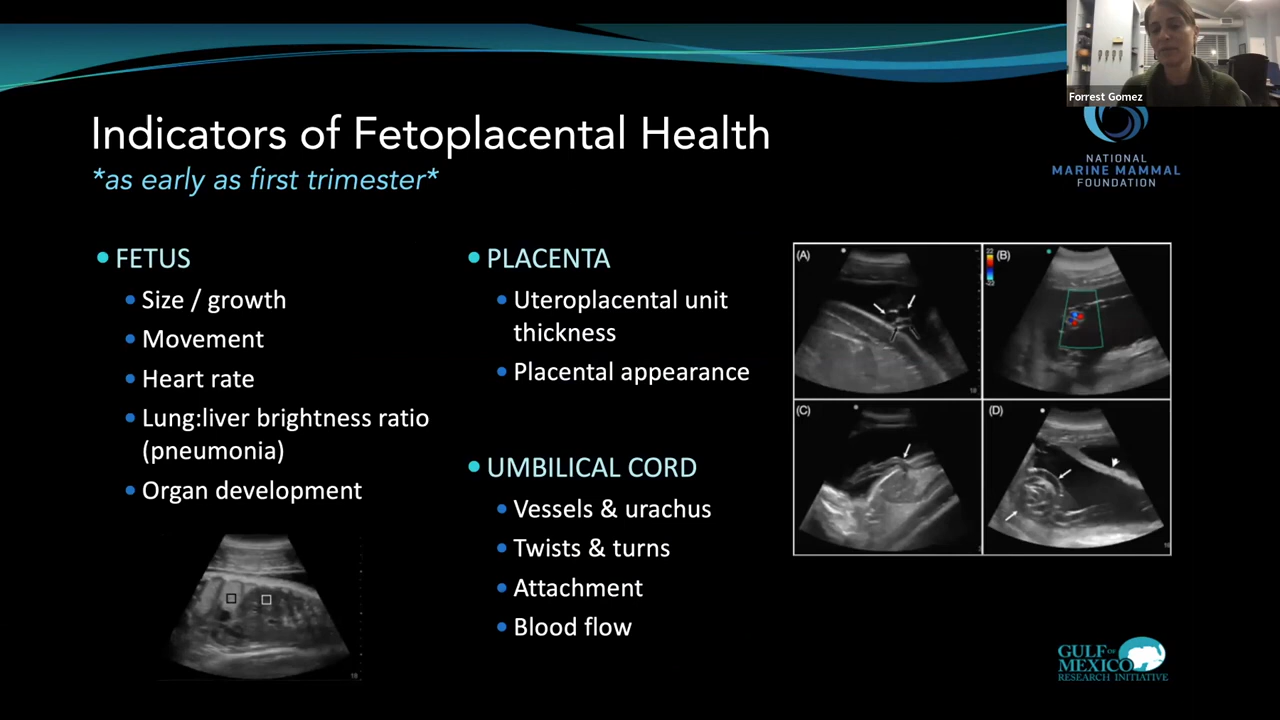 Forrest Gomez
Indicators of Fetoplacental Health
*as early as first trimester*
NATIONAL
MARINE MAMMAL
FOUNDATION
• FETUS
• Size / growth
• Movement
• Heart rate
• Lung:liver brightness ratio
(pneumonia)
• Organ development
• PLACENTA
• Uteroplacental unit
thickness
• Placental appearance
• UMBILICAL CORD
• Vessels & urachus
• Twists & turns
• Attachment
• Blood flow
(A)
22
(B)
(C)
(D)
GULF OF
MEXICO
RESEARCH INITIATIVE